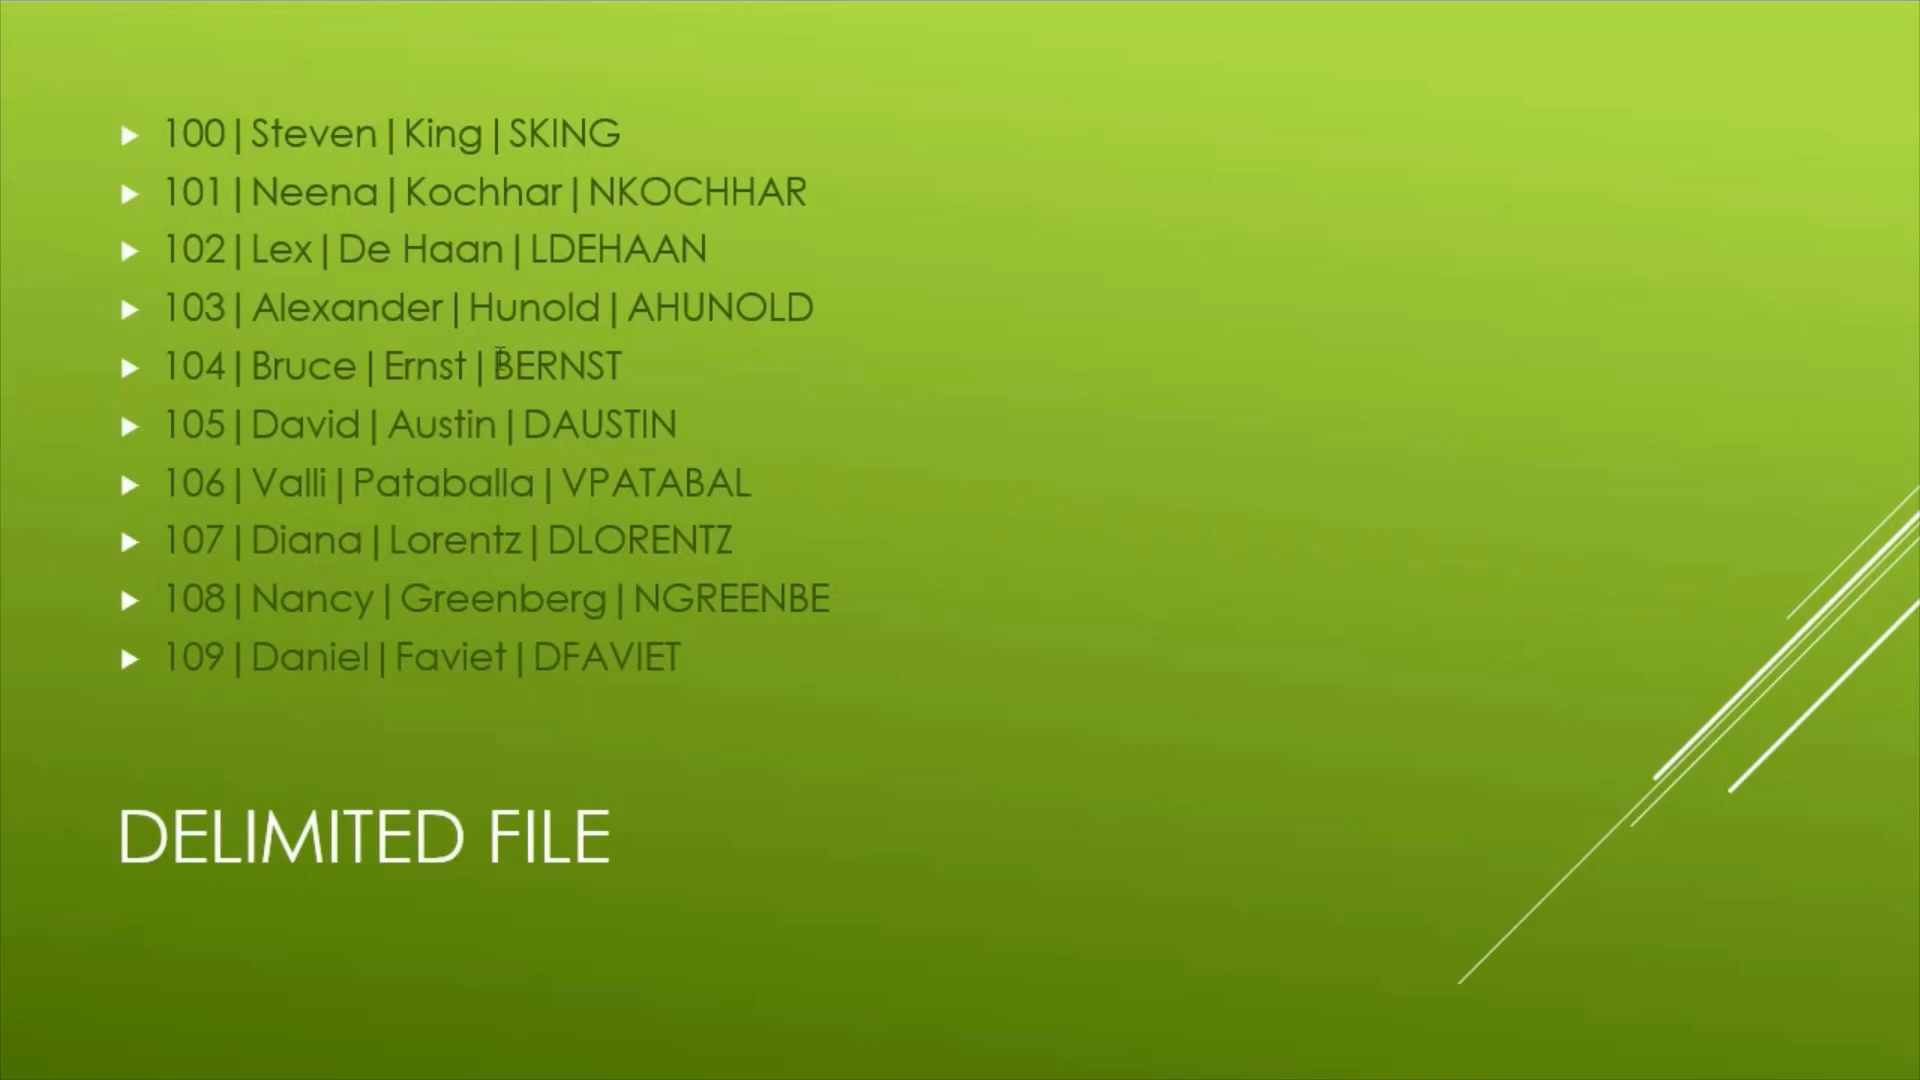 100|Steven|King|SKING
101|Neena|Kochhar|NKOCHHAR
102|Lex|De Haan|LDEHAAN
103|Alexander|Hunold|AHUNOLD
104|Bruce|Ernst|BERNST
105|David|Austin|DAUSTIN
106|Valli|Pataballa|VPATABAL
107|Diana|Lorentz|DLORENTZ
108|Nancy|Greenberg|NGREENBE
109|Daniel|Faviet|DFAVIET
DELIMITED FILE